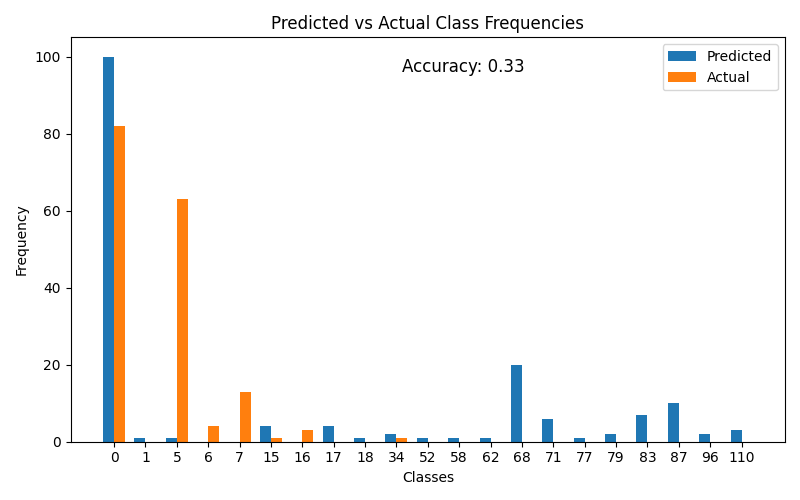 Predicted vs Actual Class Frequencies
Accuracy: 0.33
Predicted
Actual
Frequency
100
80
60
40
20
0
0 1 5 6 7 15 16 17 18 34 52 58 62 68 71 77 79 83 87 96 110
Classes